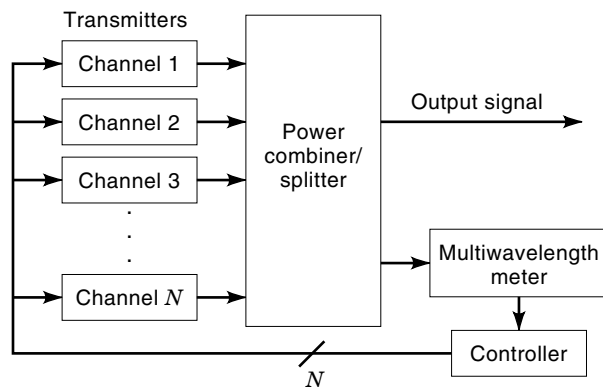 Transmitters
Channel 1
Channel 2
Channel 3
Channel N
Power
combiner/
splitter
Output signal
Multiwavelength
meter
Controller
N